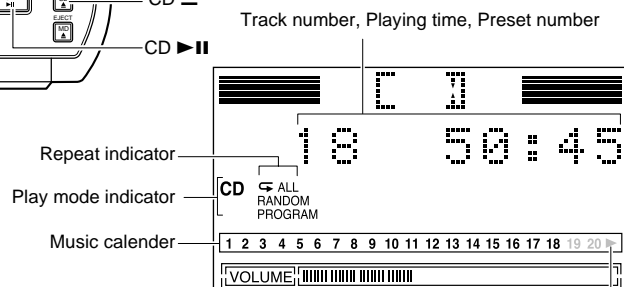 CD
EJECT
MD
CD ►II
Track number, Playing time, Preset number
CD
18 50:45
Repeat indicator
ALL
Play mode indicator
CD
RANDOM
PROGRAM
Music calender
1 2 3 4 5 6 7 8 9 10 11 12 13 14 15 16 17 18 19 20 ►
VOLUME